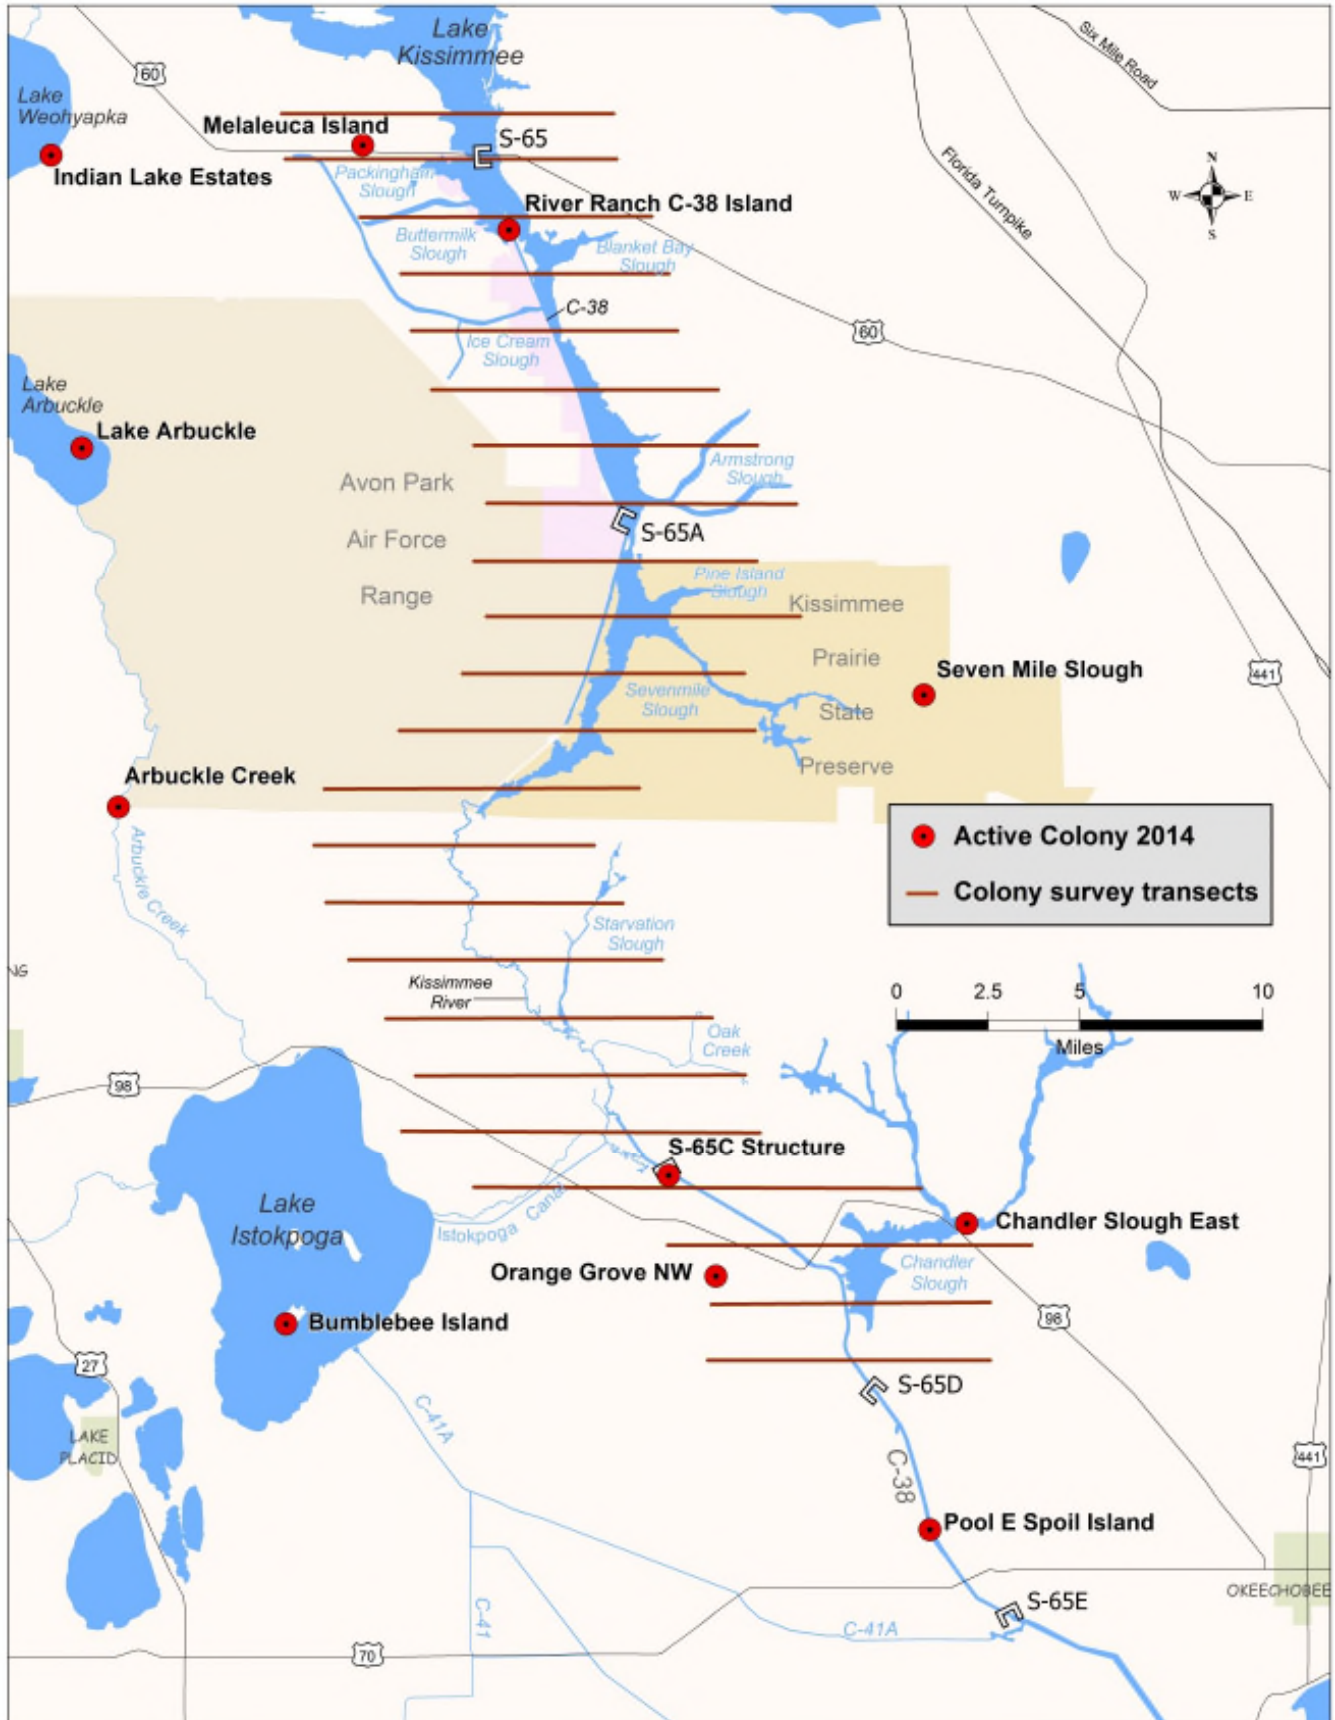 Lake
Kissimmee
Six Mile Road
60
Lake
Weohyapka
Melaleuca Island
S-65
Indian Lake Estates
Packingham
Slough
Florida Turnpike
N
W
E
S
River Ranch C-38 Island
Buttermilk
Slough
Blanket Bay
Slough
C-38
60
Ice Cream
Slough
Lake
Arbuckle
Lake Arbuckle
Armstrong
Slough
Avon Park
Air Force
Range
S-65A
Pine Island
Slough
Kissimmee
Prairie
State
Preserve
Seven Mile Slough
441
Sevenmile
Slough
Arbuckle Creek
Active Colony 2014
Colony survey transects
Arbuckle Creek
Starvation
Slough
NG
Kissimmee
River
0
2.5
5
10
Miles
Oak
Creek
98
S-65C Structure
Lake
Istokpoga
Istokpoga Canal
Chandler Slough East
Orange Grove NW
Chandler
Slough
Bumblebee Island
98
27
S-65D
C-41A
LAKE
PLACID
441
C-38
Pool E Spoil Island
OKEECHOBEE
S-65E
C-41
C-41A
70